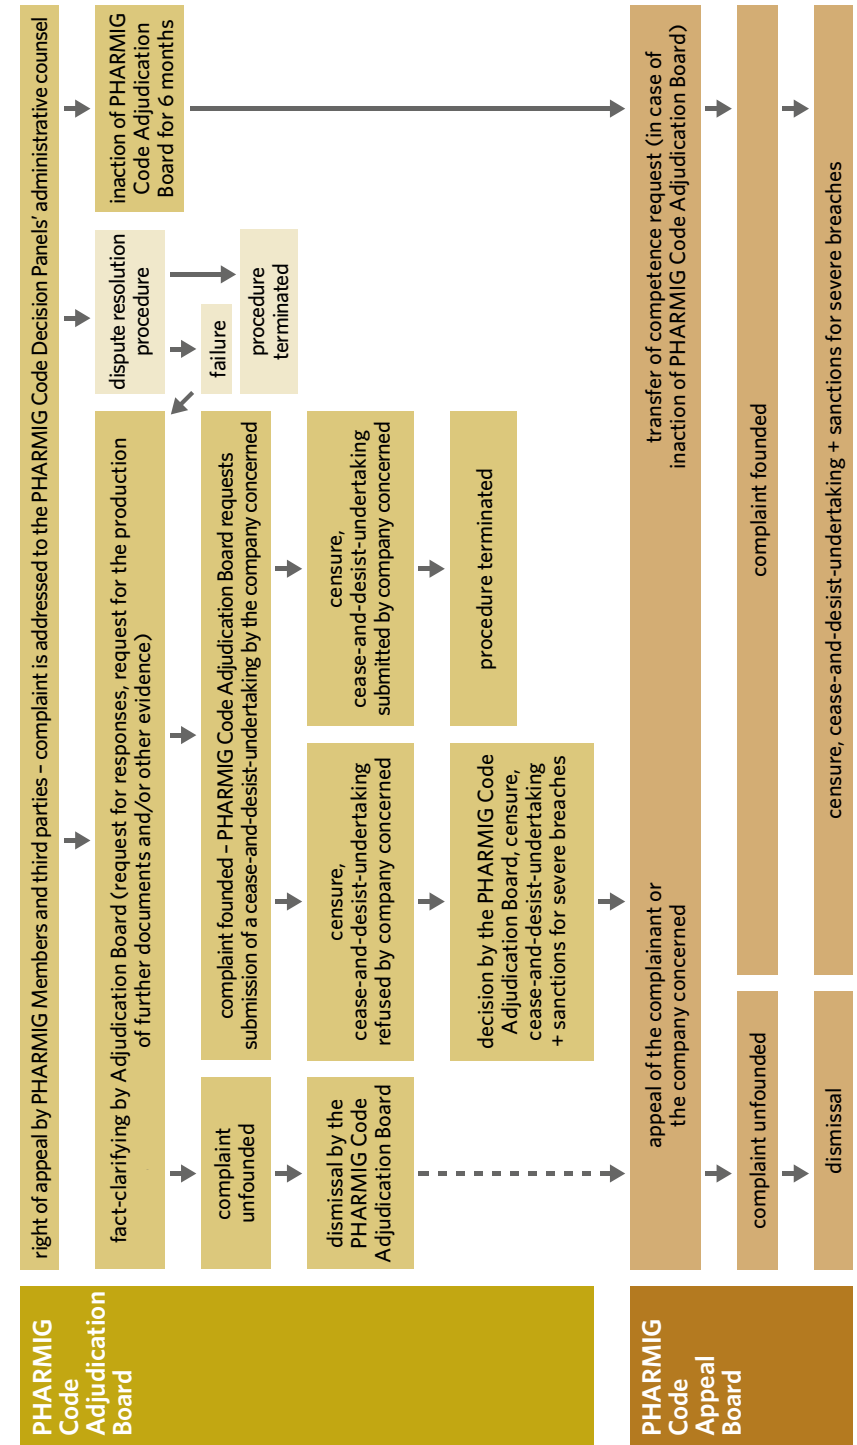 PHARMIG
Code
Adjudication
Board
right of appeal by PHARMIG Members and third parties – complaint is addressed to the PHARMIG Code Decision Panels’ administrative counsel
fact-clarifying by Adjudication Board (request for responses, request for the production
of further documents and/or other evidence)
dispute resolution
procedure
inaction of PHARMIG
Code Adjudication
Board for 6 months
failure
procedure
terminated
complaint
unfounded
complaint founded – PHARMIG Code Adjudication Board requests
submission of a cease-and-desist-undertaking by the company concerned
dismissal by the
PHARMIG Code
Adjudication Board
censure,
cease-and-desist-undertaking
refused by company concerned
censure,
cease-and-desist-undertaking
submitted by company concerned
decision by the PHARMIG Code
Adjudication Board, censure,
cease-and-desist-undertaking
+ sanctions for severe breaches
procedure terminated
PHARMIG
Code
Appeal
Board
appeal of the complainant or
the company concerned
transfer of competence request (in case of
inaction of PHARMIG Code Adjudication Board)
complaint unfounded
complaint founded
dismissal
censure, cease-and-desist-undertaking + sanctions for severe breaches